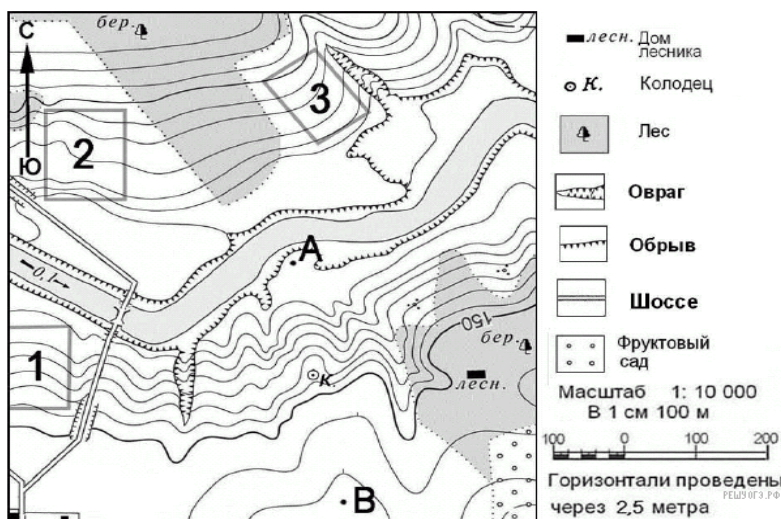 С
Ю
бер.
3
2
А
0,1
1
К.
150
бер.
лесн.
В
лесн. Дом лесника
К. Колодец
Лес
Овраг
Обрыв
Шоссе
Фруктовый
сад
Масштаб 1: 10 000
В 1 см 100 м
100 0 100 200
Горизонтали проведены
через 2,5 метра
РЕШУОГЭ.РФ